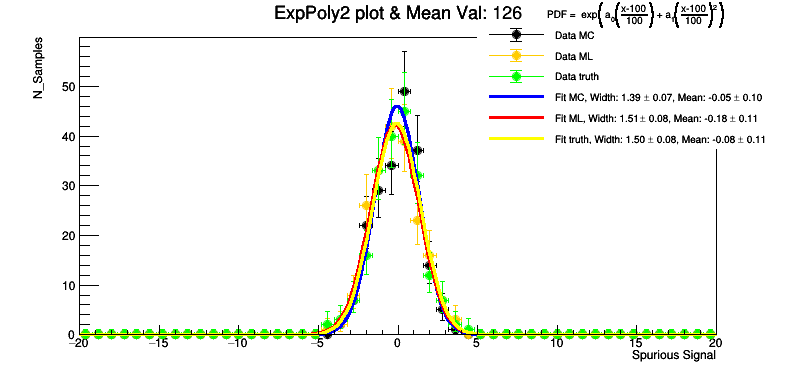 ExpPoly2 plot & Mean Val: 126
PDF = exp(a₀(x-100/100) + a₁(x-100/100)²)
Data MC
Data ML
Data truth
Fit MC, Width: 1.39 ± 0.07, Mean: -0.05 ± 0.10
Fit ML, Width: 1.51± 0.08, Mean: -0.18 ± 0.11
Fit truth, Width: 1.50 ± 0.08, Mean: -0.08 ± 0.11
N_Samples
50
40
30
20
10
0
−20 −15 −10 −5 0 5 10 15 20
Spurious Signal